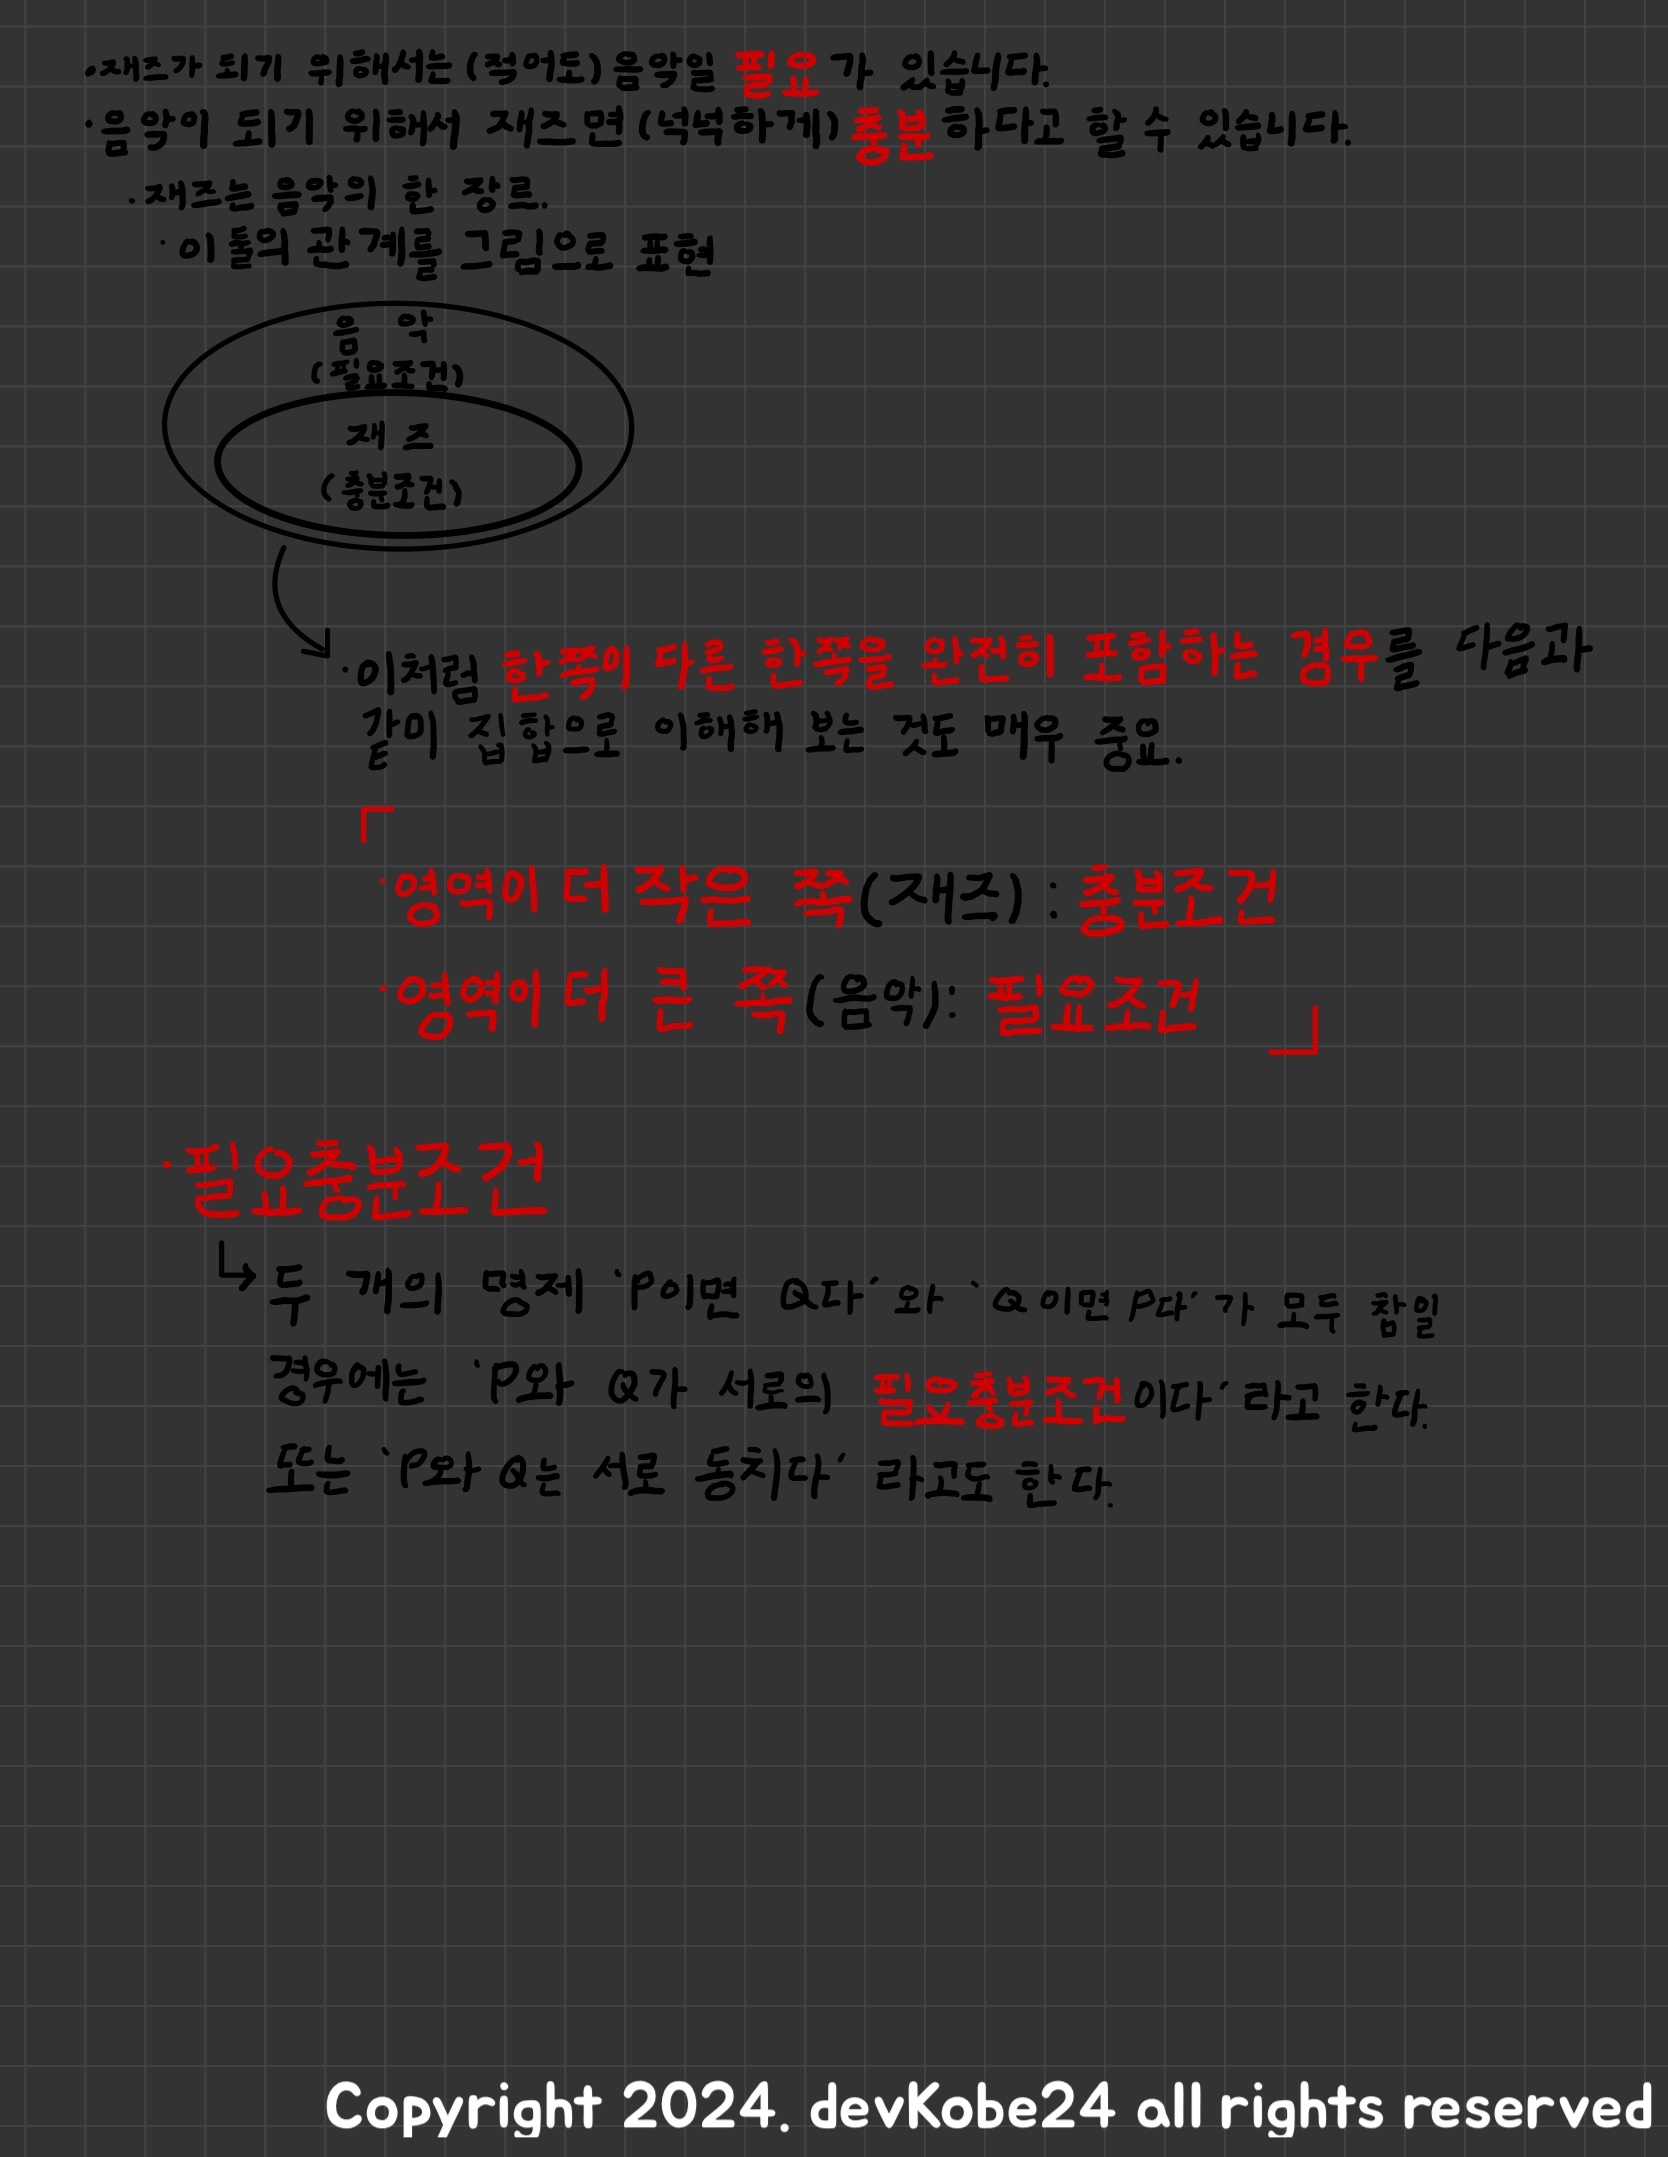 ·재즈가 되기 위해서는 (적어도) 음악일 필요가 있습니다.
·음악이 되기 위해서 재즈면 (넉넉하게) 충분하다고 할 수 있습니다.
·재즈는 음악의 한 장르.
·이들의 관계를 그림으로 표현
음 악
(필요조건)
재 즈
(충분조건)
·이처럼 한쪽이 다른 한쪽을 완전히 포함하는 경우를 다음과
같이 집합으로 이해해 보는 것도 매우 중요.
「
·영역이 더 작은 쪽(재즈) : 충분조건
·영역이 더 큰 쪽(음악): 필요조건
」
·필요충분조건
↳ 두 개의 명제 'P이면 Q다'와 'Q이면 P다'가 모두 참일
경우에는 'P와 Q가 서로의 필요충분조건이다'라고 한다.
또는 'P와 Q는 서로 동치다' 라고도 한다.
Copyright 2024. devKobe24 all rights reserved